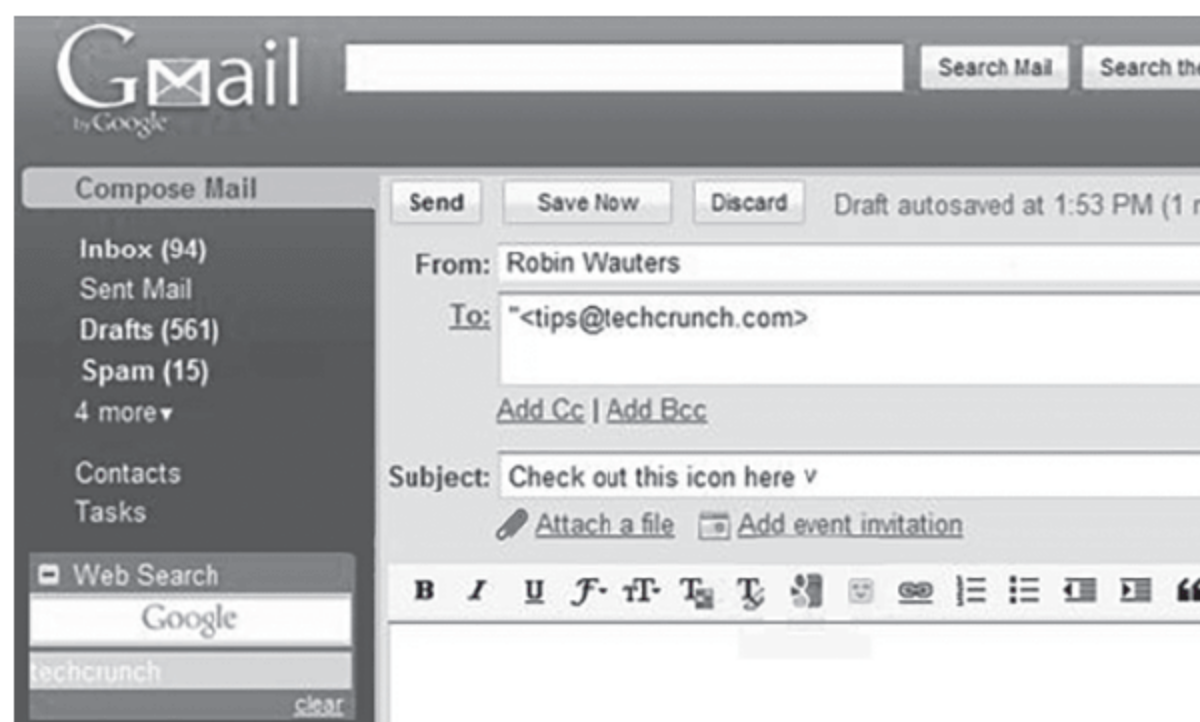 Gmail
by Google
Search Mail
Search the
Compose Mail
Send
Save Now
Discard
Draft autosaved at 1:53 PM (1
Inbox (94)
Sent Mail
Drafts (561)
Spam (15)
4 more▾
Contacts
Tasks
From: Robin Wauters
To: "<tips@techcrunch.com>
Add Cc | Add Bcc
Subject: Check out this icon here v
Attach a file
Add event invitation
B I U
Web Search
Google
techcrunch
clear